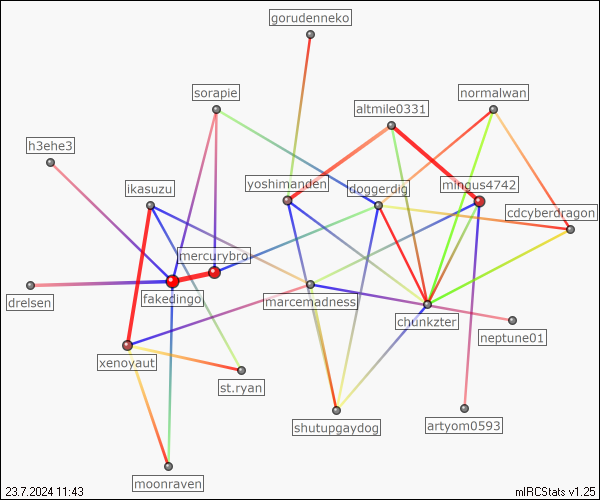 gorudenneko
sorapie
normalwan
altmile0331
h3ehe3
ikasuzu
yoshimanden
doggerdig
mingus4742
cdcyberdragon
mercurybro
drelsen
fakedingo
marcemadness
chunkzter
neptune01
xenoyaut
st.ryan
shutupgaydog
artyom0593
moonraven
23.7.2024 11:43
mIRCStats v1.25